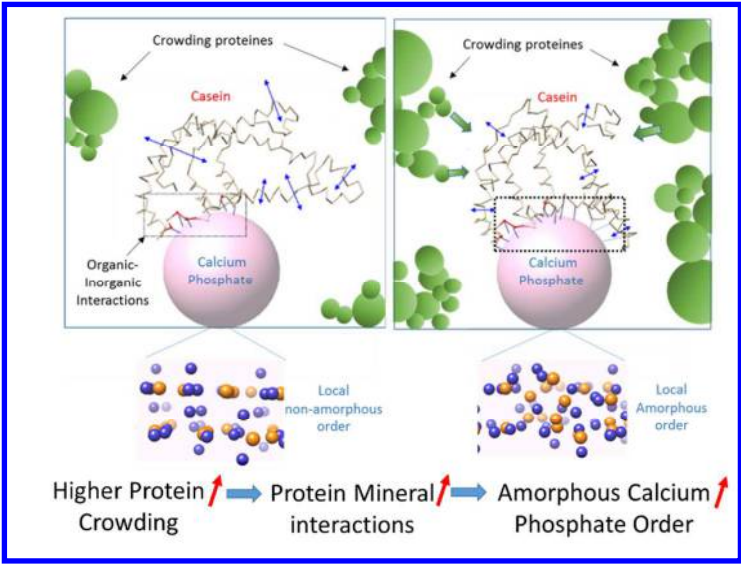 Crowding proteines
Casein
Organic-
Inorganic
Interactions
Calcium
Phosphate
Local
non-amorphous
order
Crowding proteines
Casein
Calcium
Phosphate
Local
Amorphous
order
Higher Protein
Crowding
Protein Mineral
interactions
Amorphous Calcium
Phosphate Order